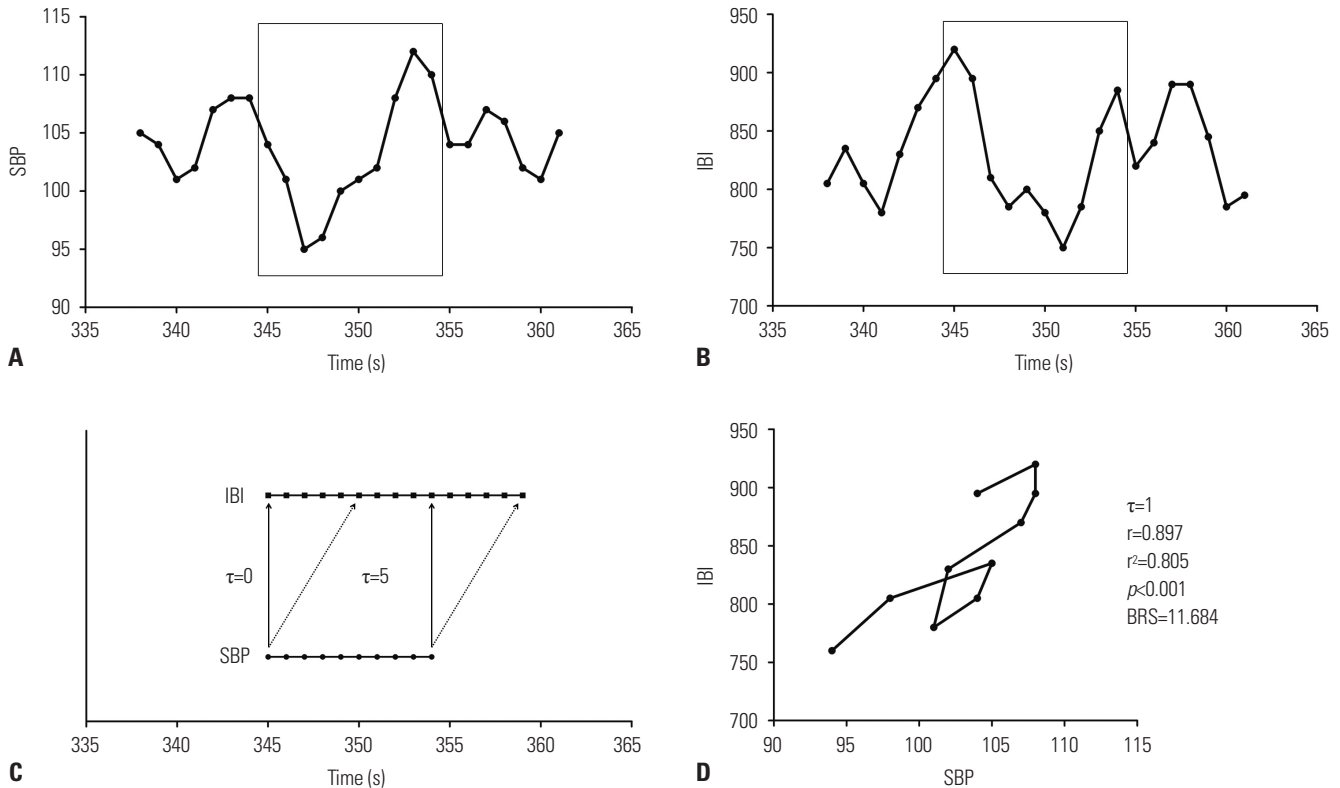 115
110
105
100
95
90
SBP
335 340 345 350 355 360 365
Time (s)
A
950
900
850
800
750
700
IBI
335 340 345 350 355 360 365
Time (s)
B
IBI
τ=0
τ=5
SBP
335 340 345 350 355 360 365
Time (s)
C
950
900
850
800
750
700
IBI
τ=1
r=0.897
r²=0.805
p<0.001
BRS=11.684
90 95 100 105 110 115
SBP
D